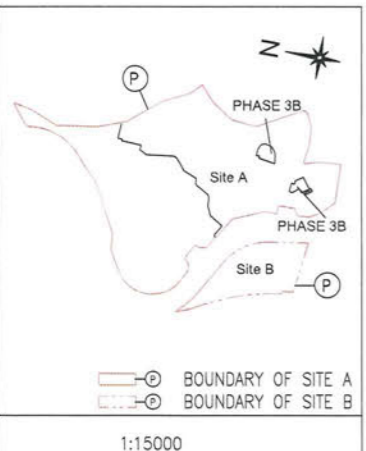 N
P
PHASE 3B
Site A
PHASE 3B
Site B
P
P BOUNDARY OF SITE A
P BOUNDARY OF SITE B
1:15000